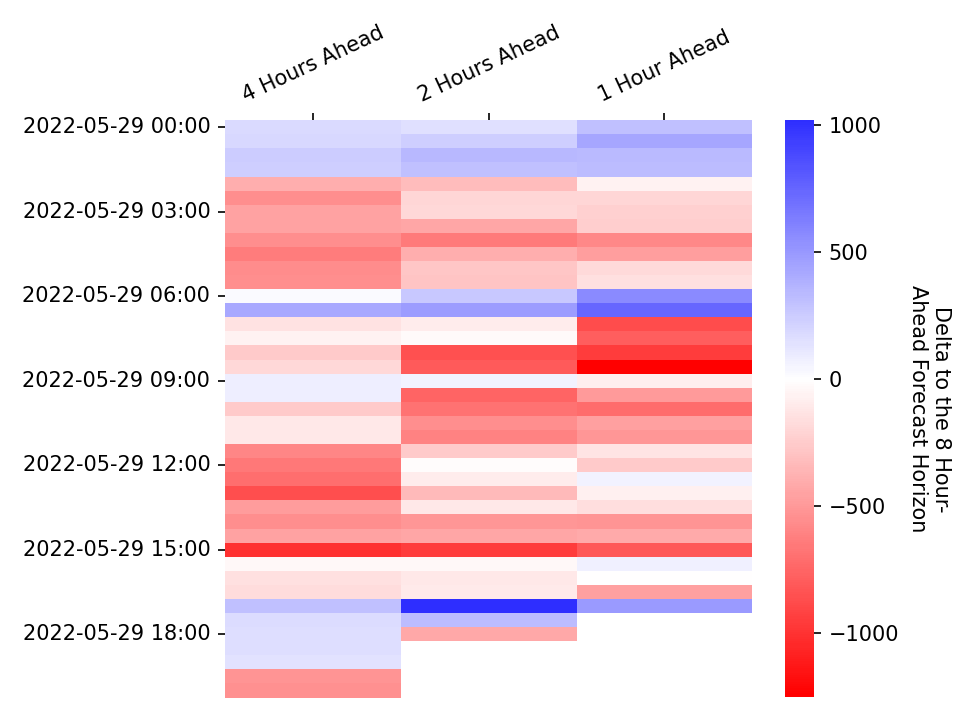 4 Hours Ahead
2 Hours Ahead
1 Hour Ahead
2022-05-29 00:00
2022-05-29 03:00
2022-05-29 06:00
2022-05-29 09:00
2022-05-29 12:00
2022-05-29 15:00
2022-05-29 18:00
1000
500
0
−500
−1000
Delta to the 8 Hour-
Ahead Forecast Horizon